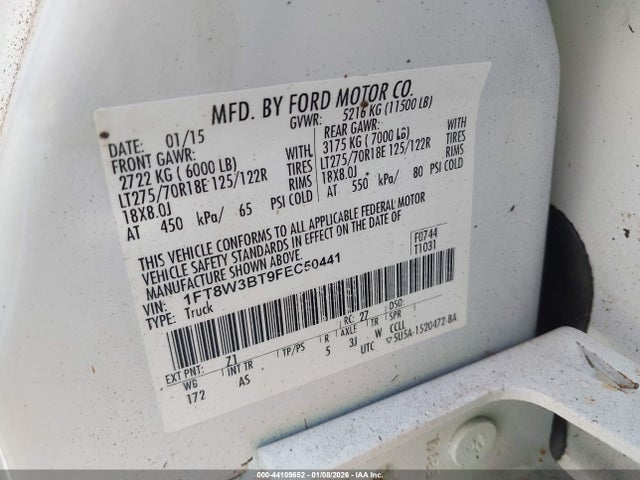 MFD. BY FORD MOTOR CO.
DATE: 01/15 GVWR: 5216 KG (11500 LB)
FRONT GAWR: REAR GAWR:
2722 KG (6000 LB) WITH 3175 KG (7000 LB) WITH
LT275/70R18E 125/122R TIRES LT275/70R18E 125/122R TIRES
18X8.0J RIMS 18X8.0J RIMS
AT 450 kPa/ 65 PSI COLD AT 550 kPa/ 80 PSI COLD
THIS VEHICLE CONFORMS TO ALL APPLICABLE FEDERAL MOTOR
VEHICLE SAFETY STANDARDS IN EFFECT ON THE DATE OF
MANUFACTURE SHOWN ABOVE.
F0744
T1031
VIN: 1FT8W3BT9FEC50441
TYPE: Truck
EXT PNT: Z1 RC: 27 DSO:
WB INT TR TP/PS R AXLE TR SPR
172 AS 5 3J W CCLL
UTC ▽5U5A-1520472-BA
000-44109652 - 01/08/2026 - IAA Inc.